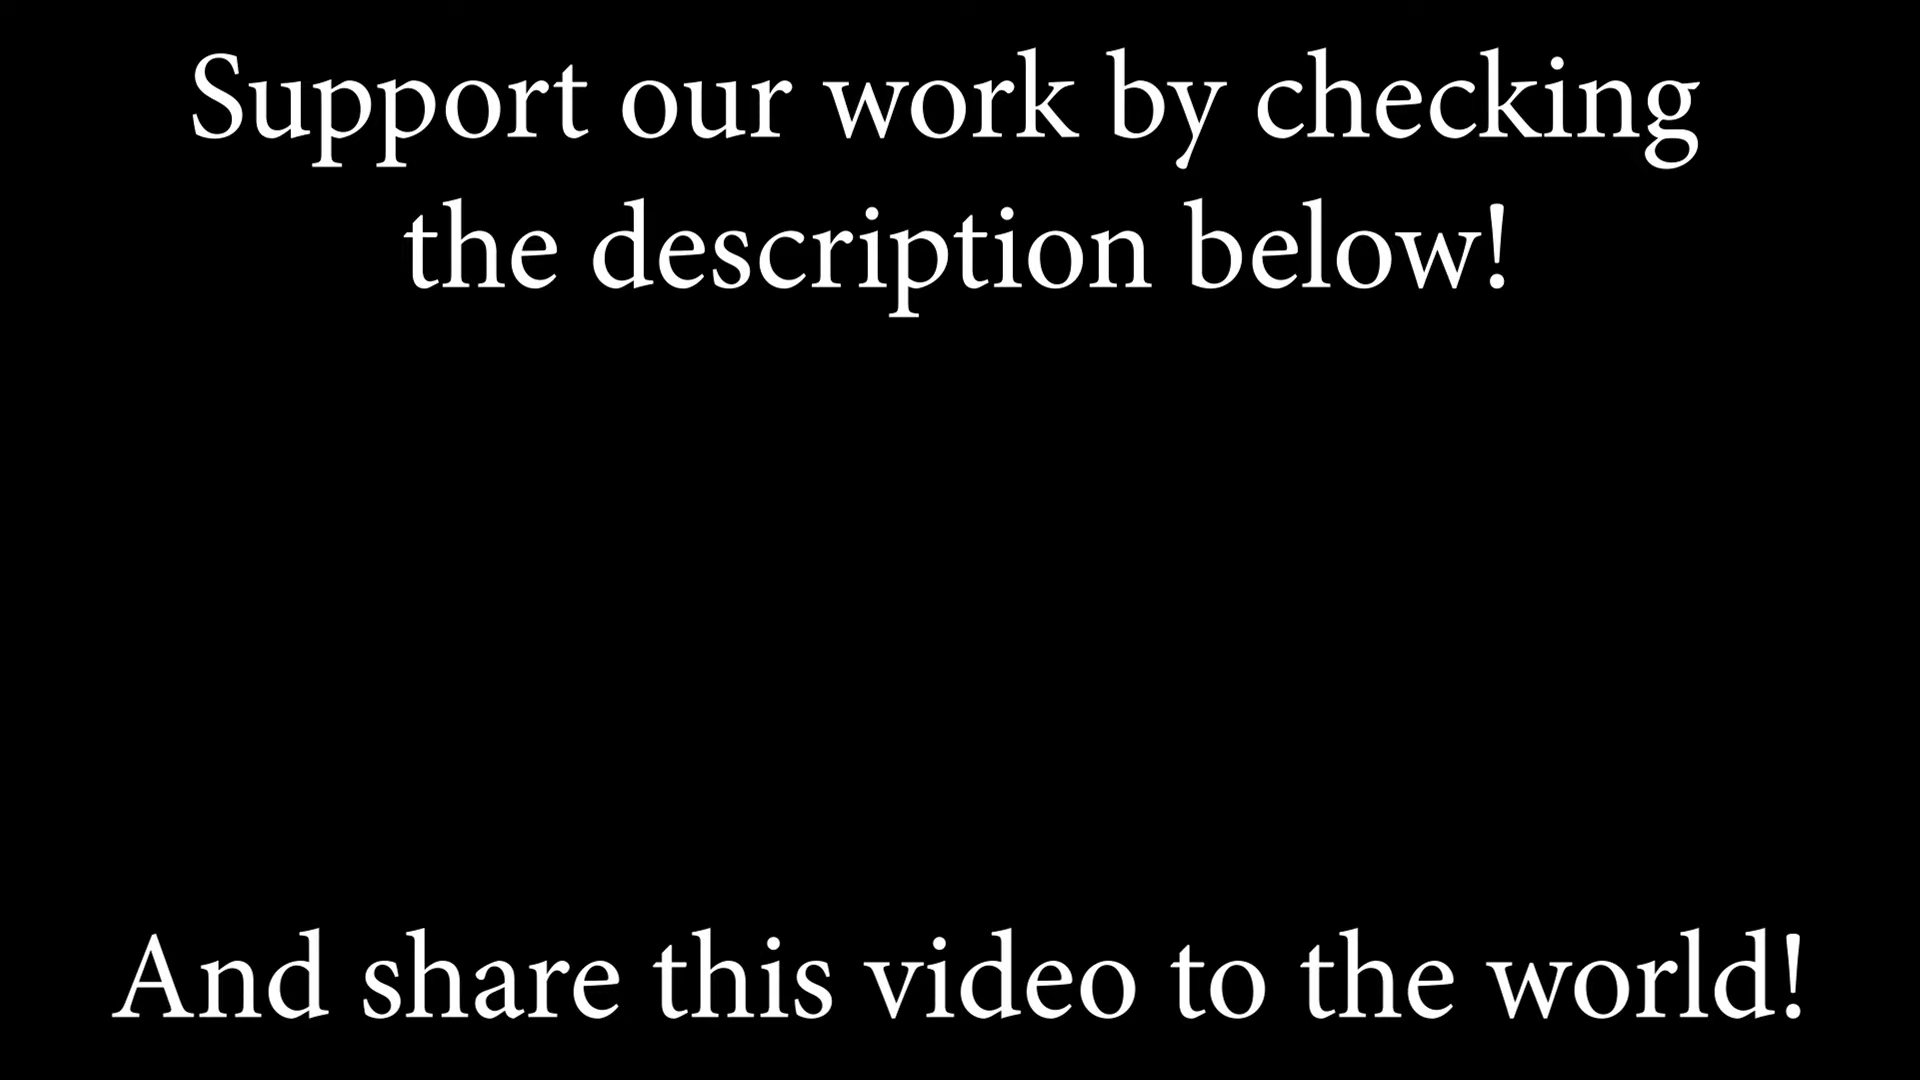 Support our work by checking
the description below!
And share this video to the world!